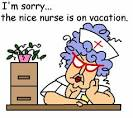 I'm sorry...
the nice nurse is on vacation.